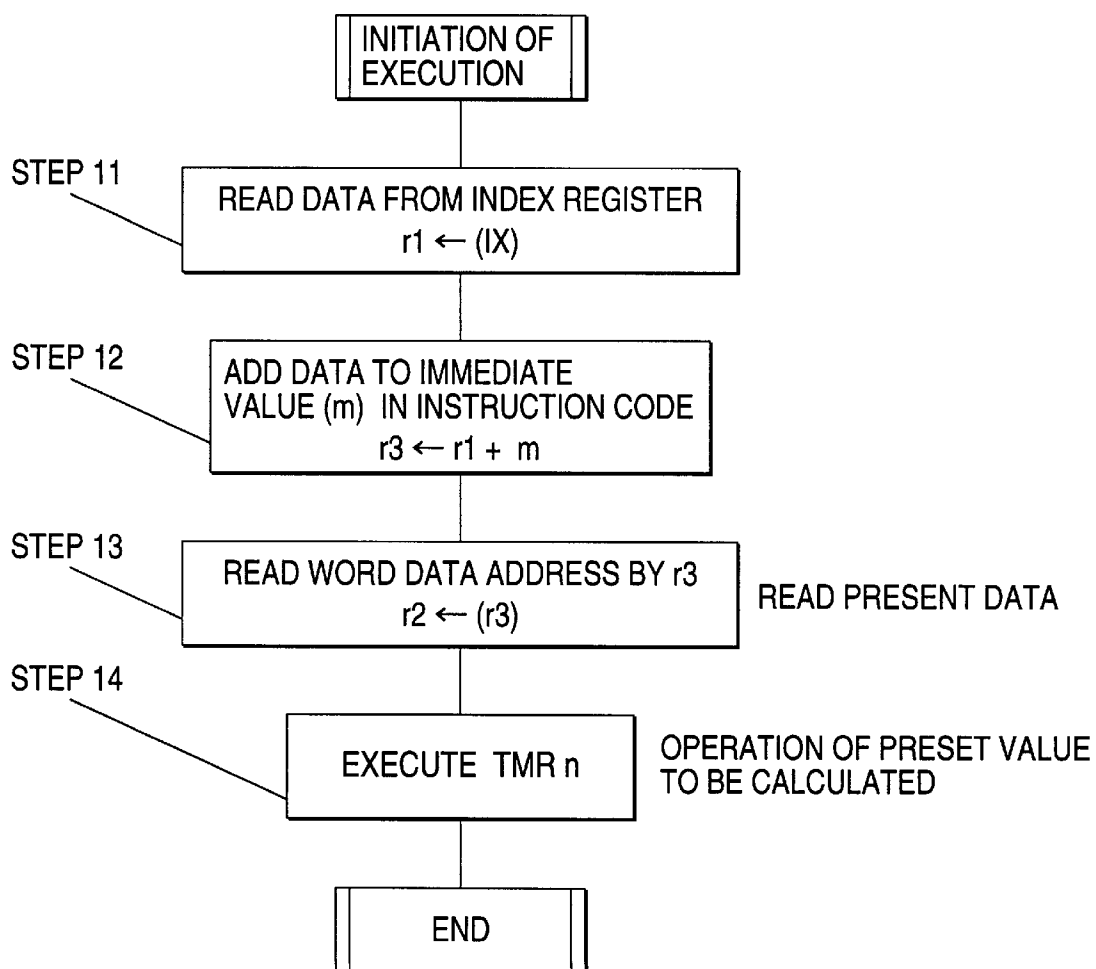 INITIATION OF
EXECUTION
STEP 11
READ DATA FROM INDEX REGISTER
r1 ← (IX)
STEP 12
ADD DATA TO IMMEDIATE
VALUE (m) IN INSTRUCTION CODE
r3 ← r1 + m
STEP 13
READ WORD DATA ADDRESS BY r3
r2 ← (r3)
READ PRESENT DATA
STEP 14
EXECUTE TMR n
OPERATION OF PRESET VALUE
TO BE CALCULATED
END